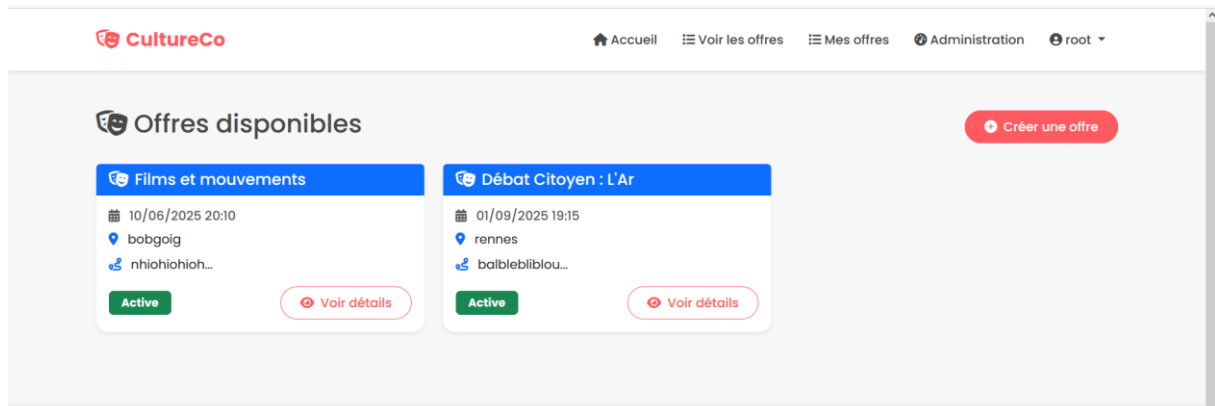 CultureCo
Accueil
Voir les offres
Mes offres
Administration
root
Offres disponibles
Créer une offre
Films et mouvements
10/06/2025 20:10
bobgoig
nhiohiohioh...
Active
Voir détails
Débat Citoyen : L'Ar
01/09/2025 19:15
rennes
balblebliblou...
Active
Voir détails